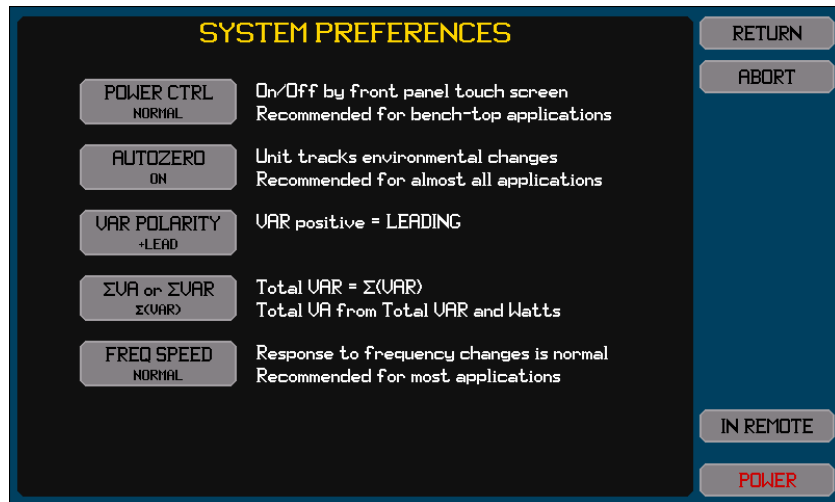 SYSTEM PREFERENCES
RETURN
ABORT
POWER CTRL
NORMAL
On/Off by front panel touch screen
Recommended for bench-top applications
AUTOZERO
ON
Unit tracks environmental changes
Recommended for almost all applications
VAR POLARITY
+LEAD
VAR positive = LEADING
ΣVA or ΣVAR
Σ(VAR)
Total VAR = Σ(VAR)
Total VA from Total VAR and Watts
FREQ SPEED
NORMAL
Response to frequency changes is normal
Recommended for most applications
IN REMOTE
POWER